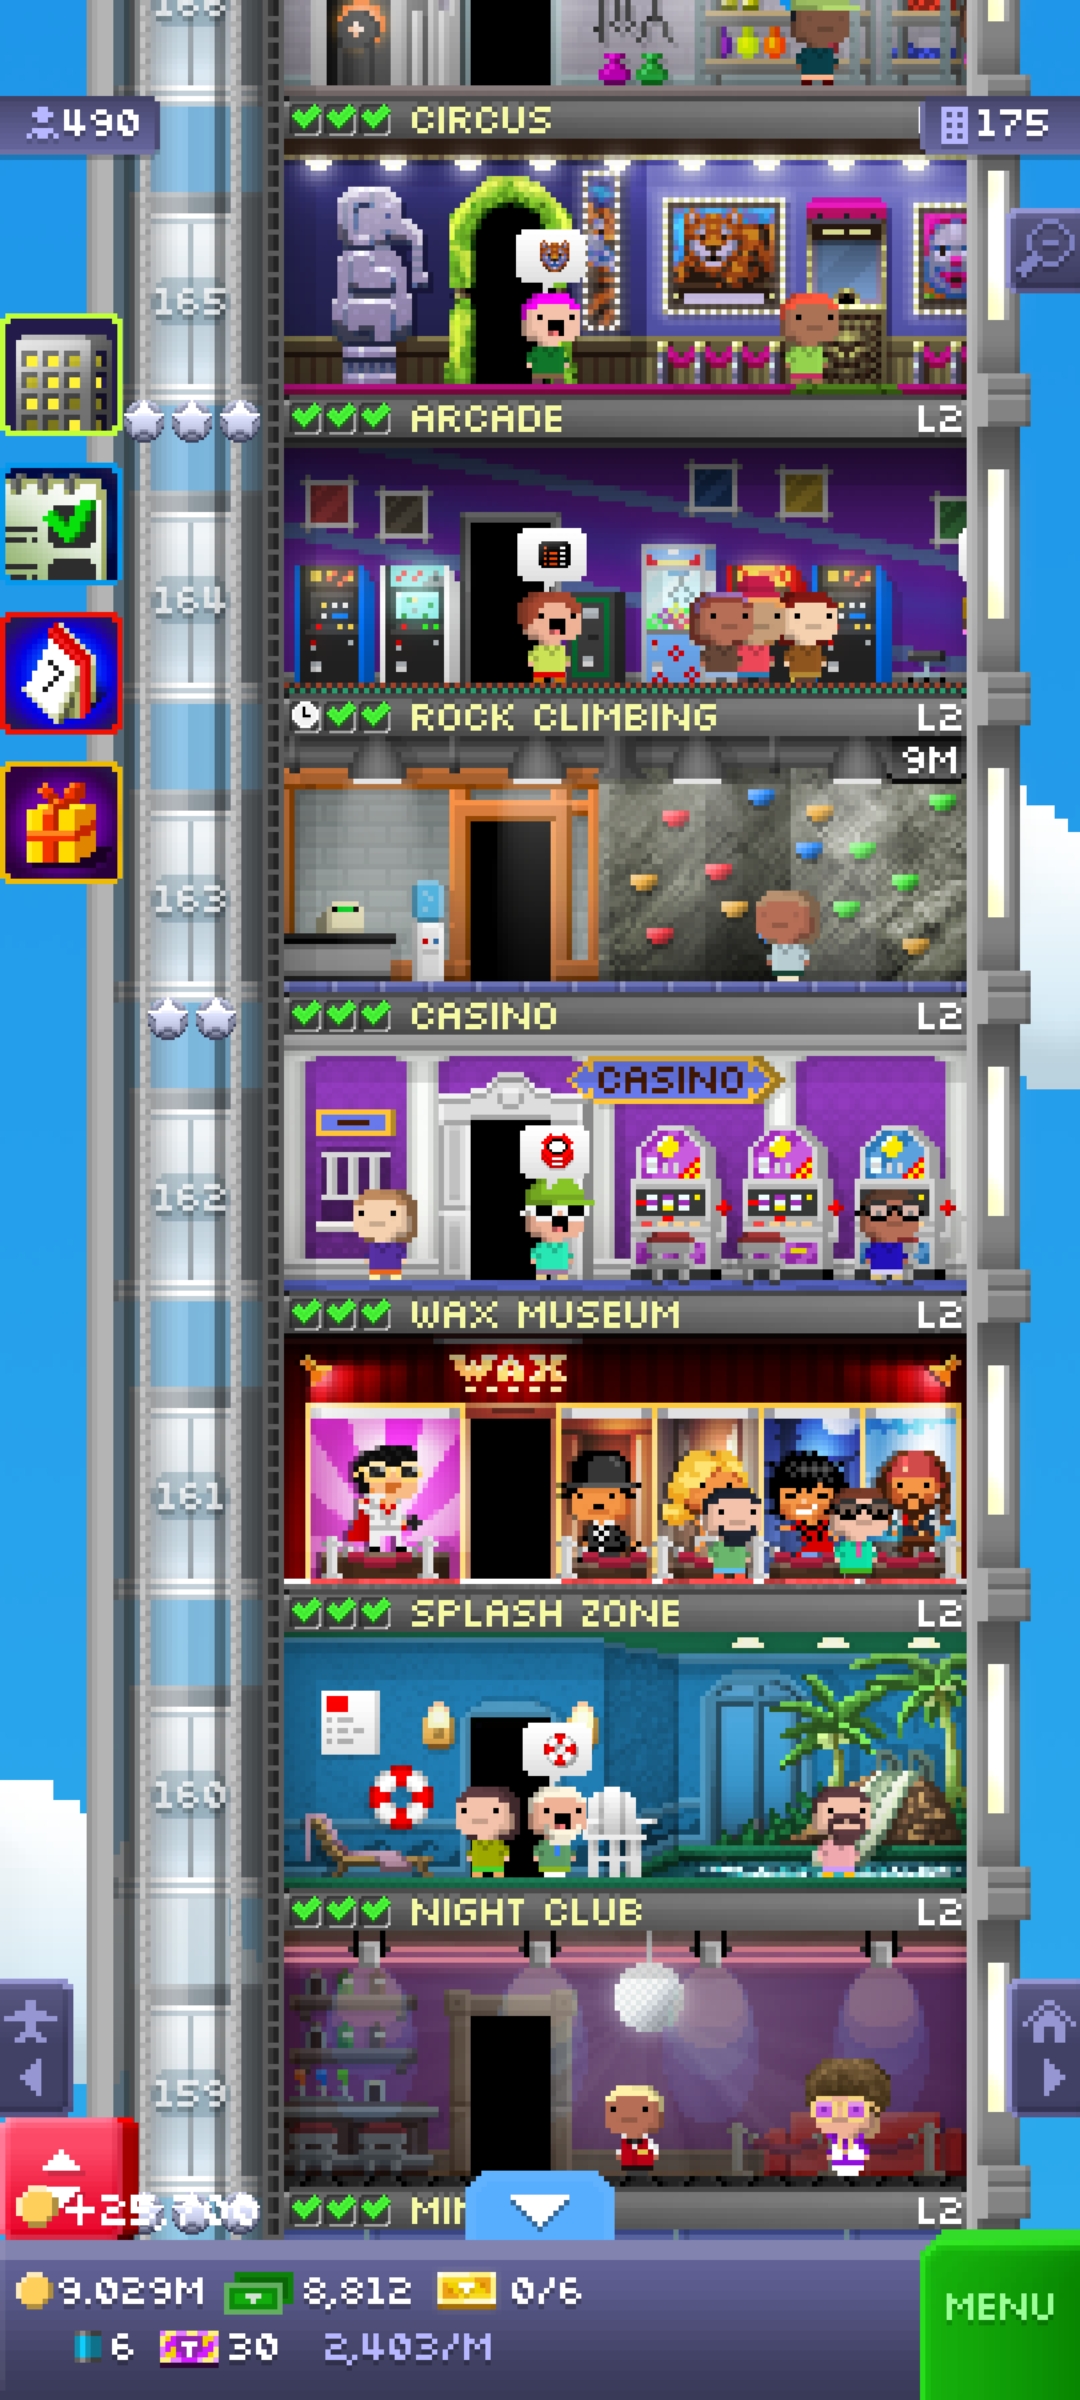 166
CIRCUS
490
175
165
ARCADE
L2
164
ROCK CLIMBING
L2
9M
163
CASINO
L2
CASINO
162
WAX MUSEUM
L2
WAX
161
SPLASH ZONE
L2
160
NIGHT CLUB
L2
159
L2
9.029M
8,812
0/6
MENU
6
T
30
2,403/M